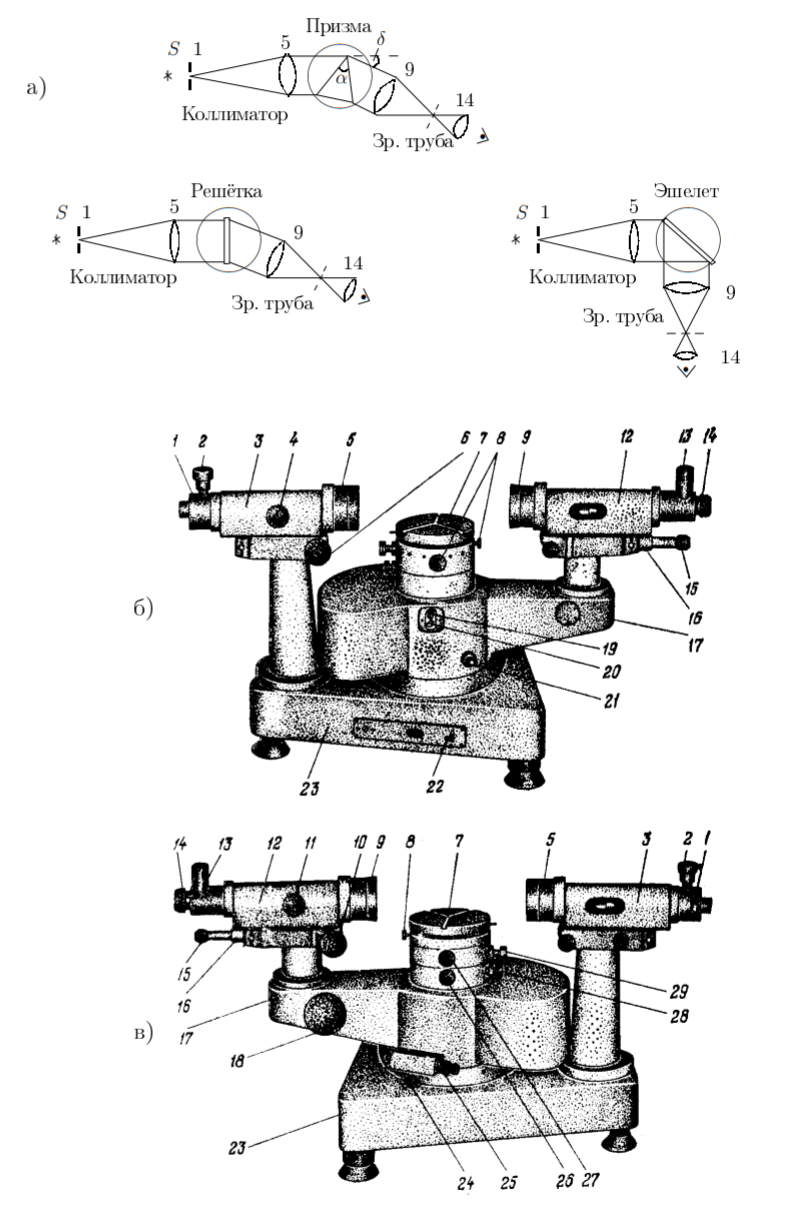 Призма
S 1 5 δ
а) α 9
14
Коллиматор
Зр. труба
Решётка Эшелет
S 1 5 9 S 1 5
Коллиматор 14 Коллиматор 9
Зр. труба Зр. труба
14
1 2 3 4 5 6 7 8 9 12 13 14
15
16
б) 17
19
20
21
23 22
14 13 12 11 10 9 8 7 5 3 2 1
15
16 29
17 28
в)
18
23
24 25 26 27